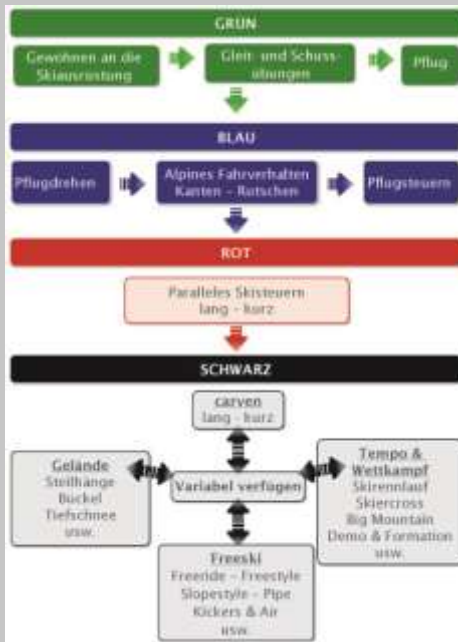 GRÜN
Gewöhnen an die
Skiausrüstung
Gleit- und Schuss-
übungen
Pflug
BLAU
Pflugdrehen
Alpines Fahrverhalten
Kanten – Rutschen
Pflugsteuern
ROT
Paralleles Skisteuern
lang – kurz
SCHWARZ
carven
lang - kurz
Gelände
Steilhänge
Buckel
Tiefschnee
usw.
Variabel verfügen
Tempo &
Wettkampf
Skirennlauf
Skiercross
Big Mountain
Demo & Formation
usw.
Freeski
Freeride – Freestyle
Slopestyle – Pipe
Kickers & Air
usw.